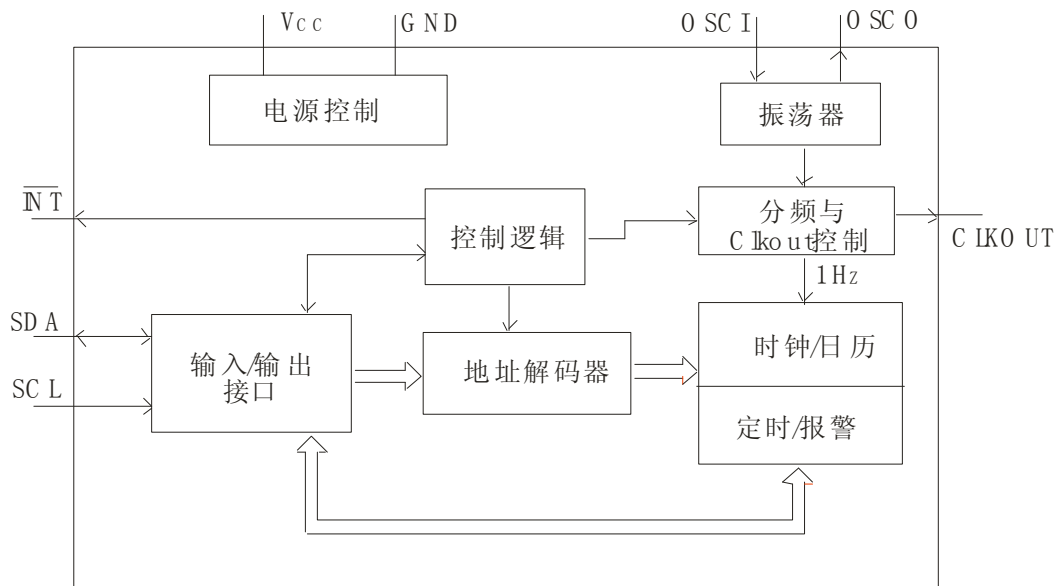 Vcc
GND
OSCI
OSCO
电源控制
振荡器
INT
控制逻辑
分频与
Clkout控制
CLKOUT
1Hz
SDA
输入/输出
接口
地址解码器
时钟/日历
SCL
定时/报警